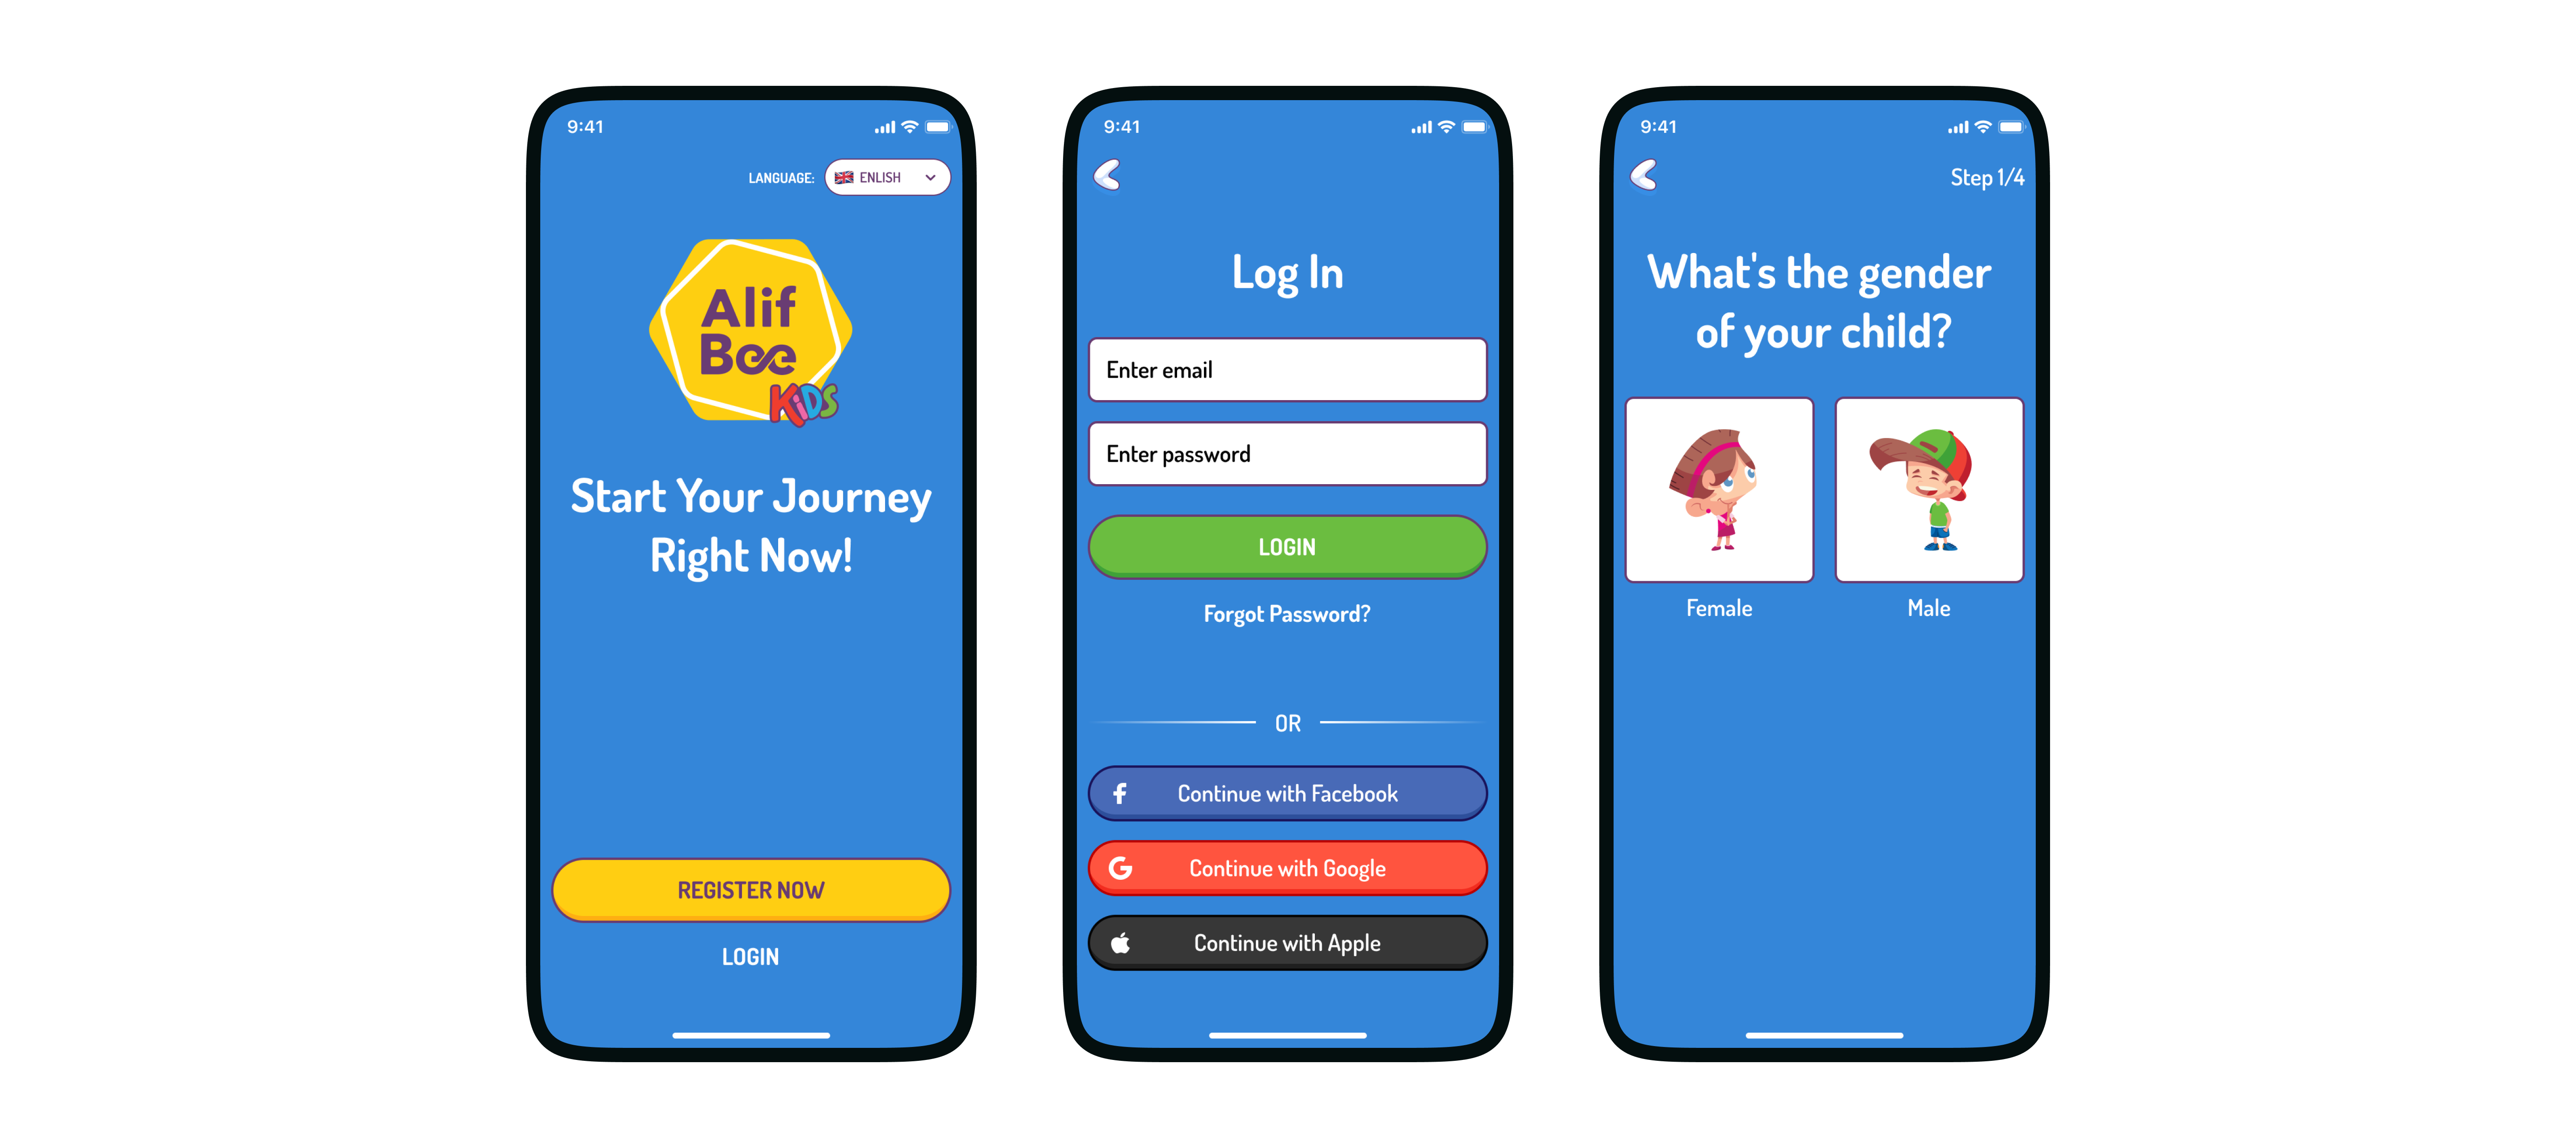 9:41
LANGUAGE: ENLISH
Alif
Bee
KiDS
Start Your Journey
Right Now!
REGISTER NOW
LOGIN
9:41
Log In
Enter email
Enter password
LOGIN
Forgot Password?
OR
Continue with Facebook
Continue with Google
Continue with Apple
9:41
Step 1/4
What's the gender
of your child?
Female
Male